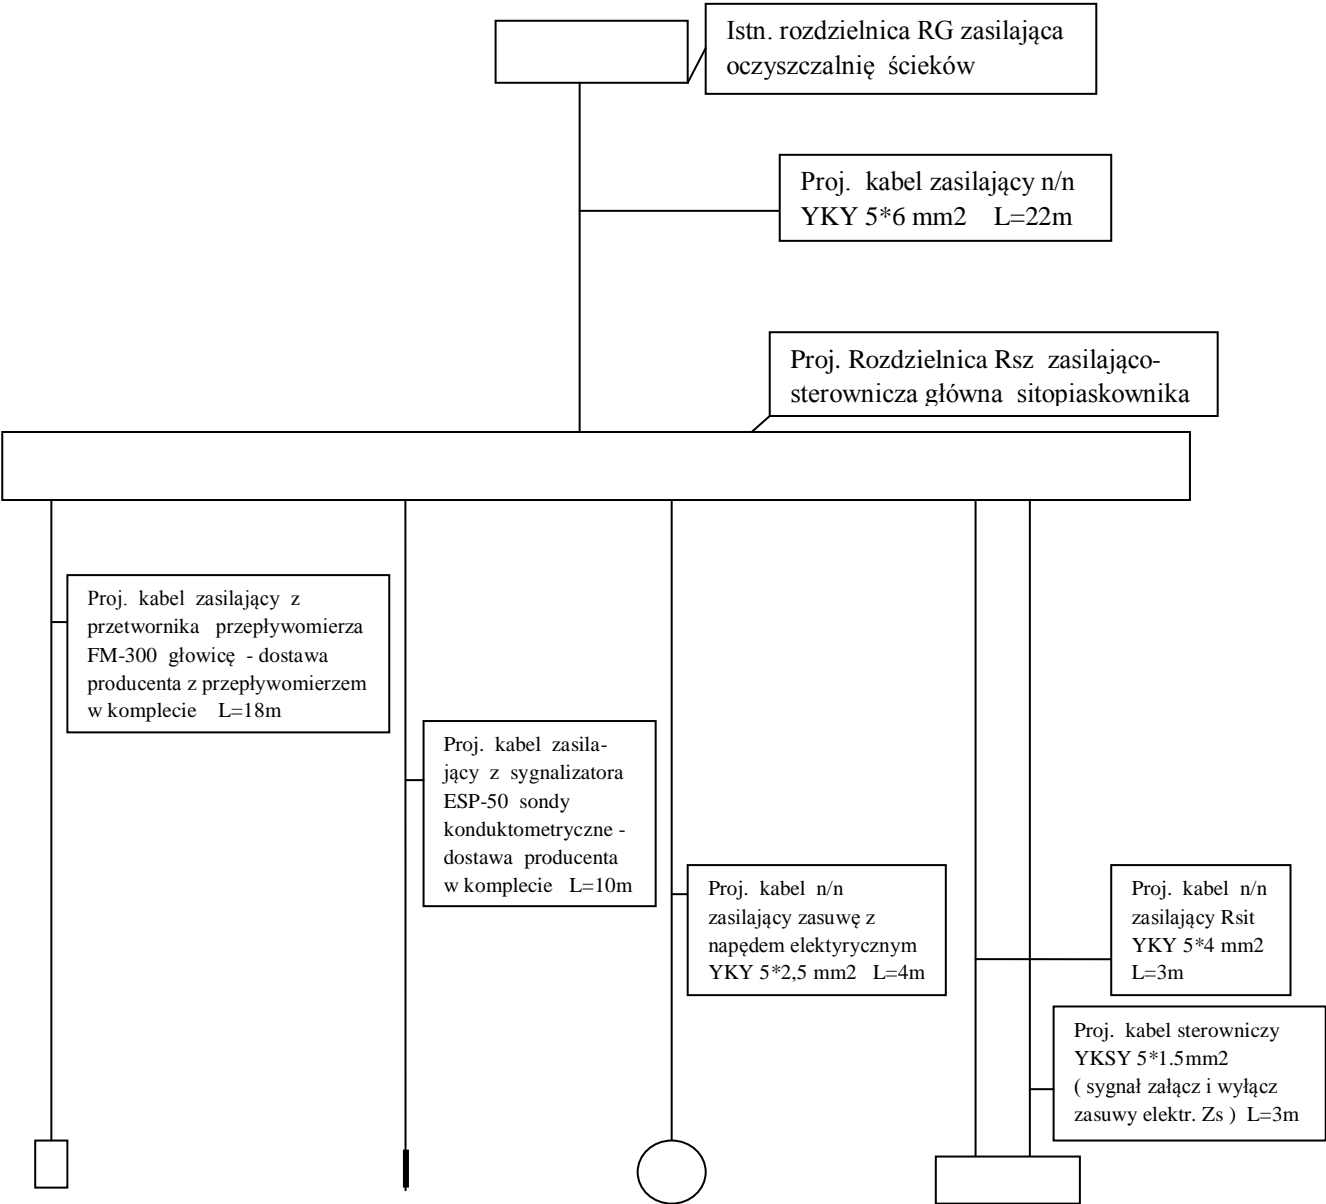 Istn. rozdzielnica RG zasilająca
oczyszczalnię ścieków
Proj. kabel zasilający n/n
YKY 5*6 mm2 L=22m
Proj. Rozdzielnica Rsz zasilająco-
sterownicza główna sitopiaskownika
Proj. kabel zasilający z
przetwornika przepływomierza
FM-300 głowicę - dostawa
producenta z przepływomierzem
w komplecie L=18m
Proj. kabel zasila-
jący z sygnalizatora
ESP-50 sondy
konduktometryczne -
dostawa producenta
w komplecie L=10m
Proj. kabel n/n
zasilający zasuwę z
napędem elektyrycznym
YKY 5*2,5 mm2 L=4m
Proj. kabel n/n
zasilający Rsit
YKY 5*4 mm2
L=3m
Proj. kabel sterowniczy
YKSY 5*1.5mm2
( sygnał załącz i wyłącz
zasuwy elektr. Zs ) L=3m